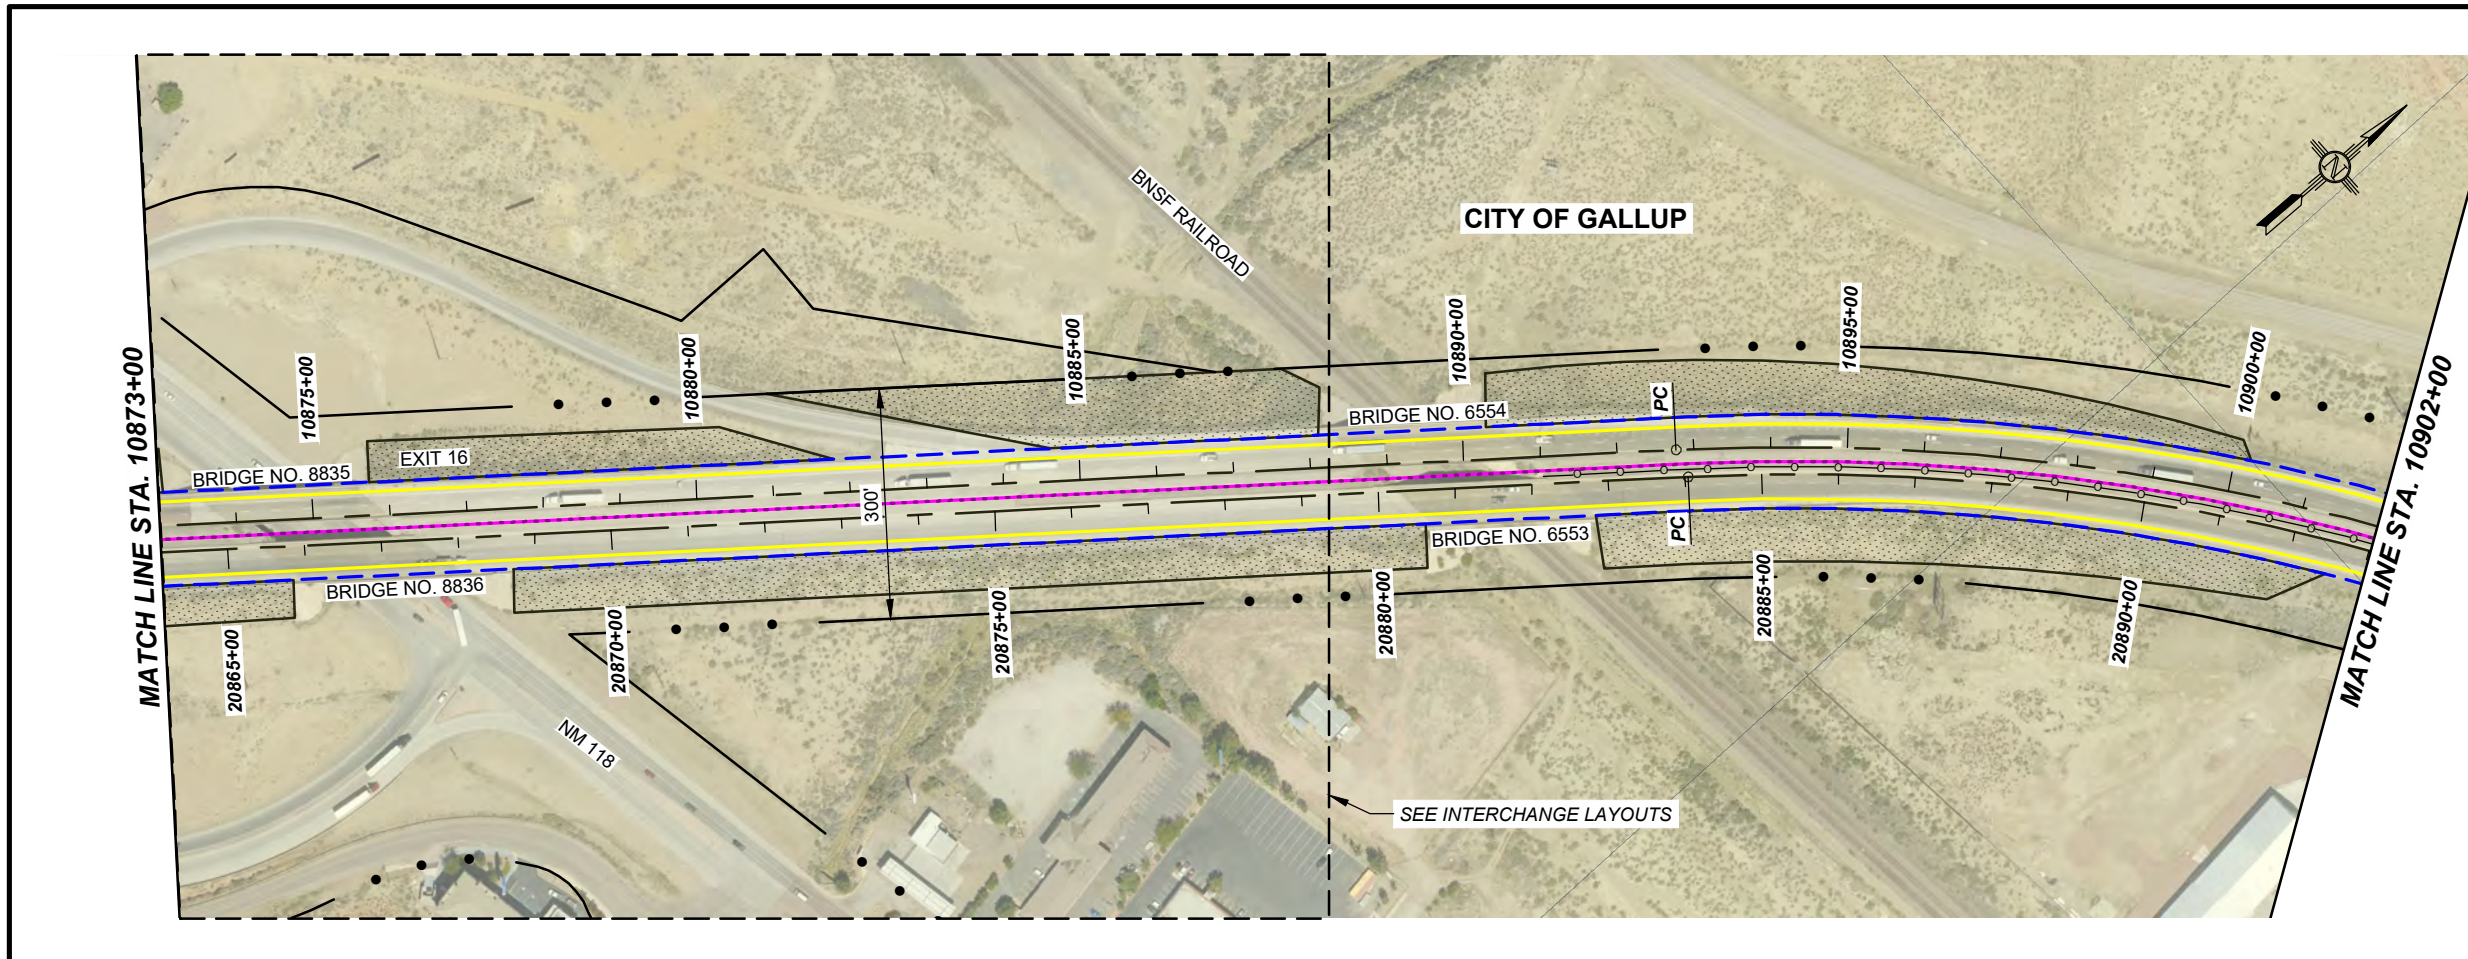 CITY OF GALLUP
N
BNSF RAILROAD
MATCH LINE STA. 10873+00
10875+00
10880+00
10885+00
10890+00
10895+00
10900+00
MATCH LINE STA. 10902+00
BRIDGE NO. 8835
EXIT 16
BRIDGE NO. 6554
PC
300'
PC
BRIDGE NO. 6553
BRIDGE NO. 8836
20865+00
20870+00
20875+00
20880+00
20885+00
20890+00
NM 118
SEE INTERCHANGE LAYOUTS